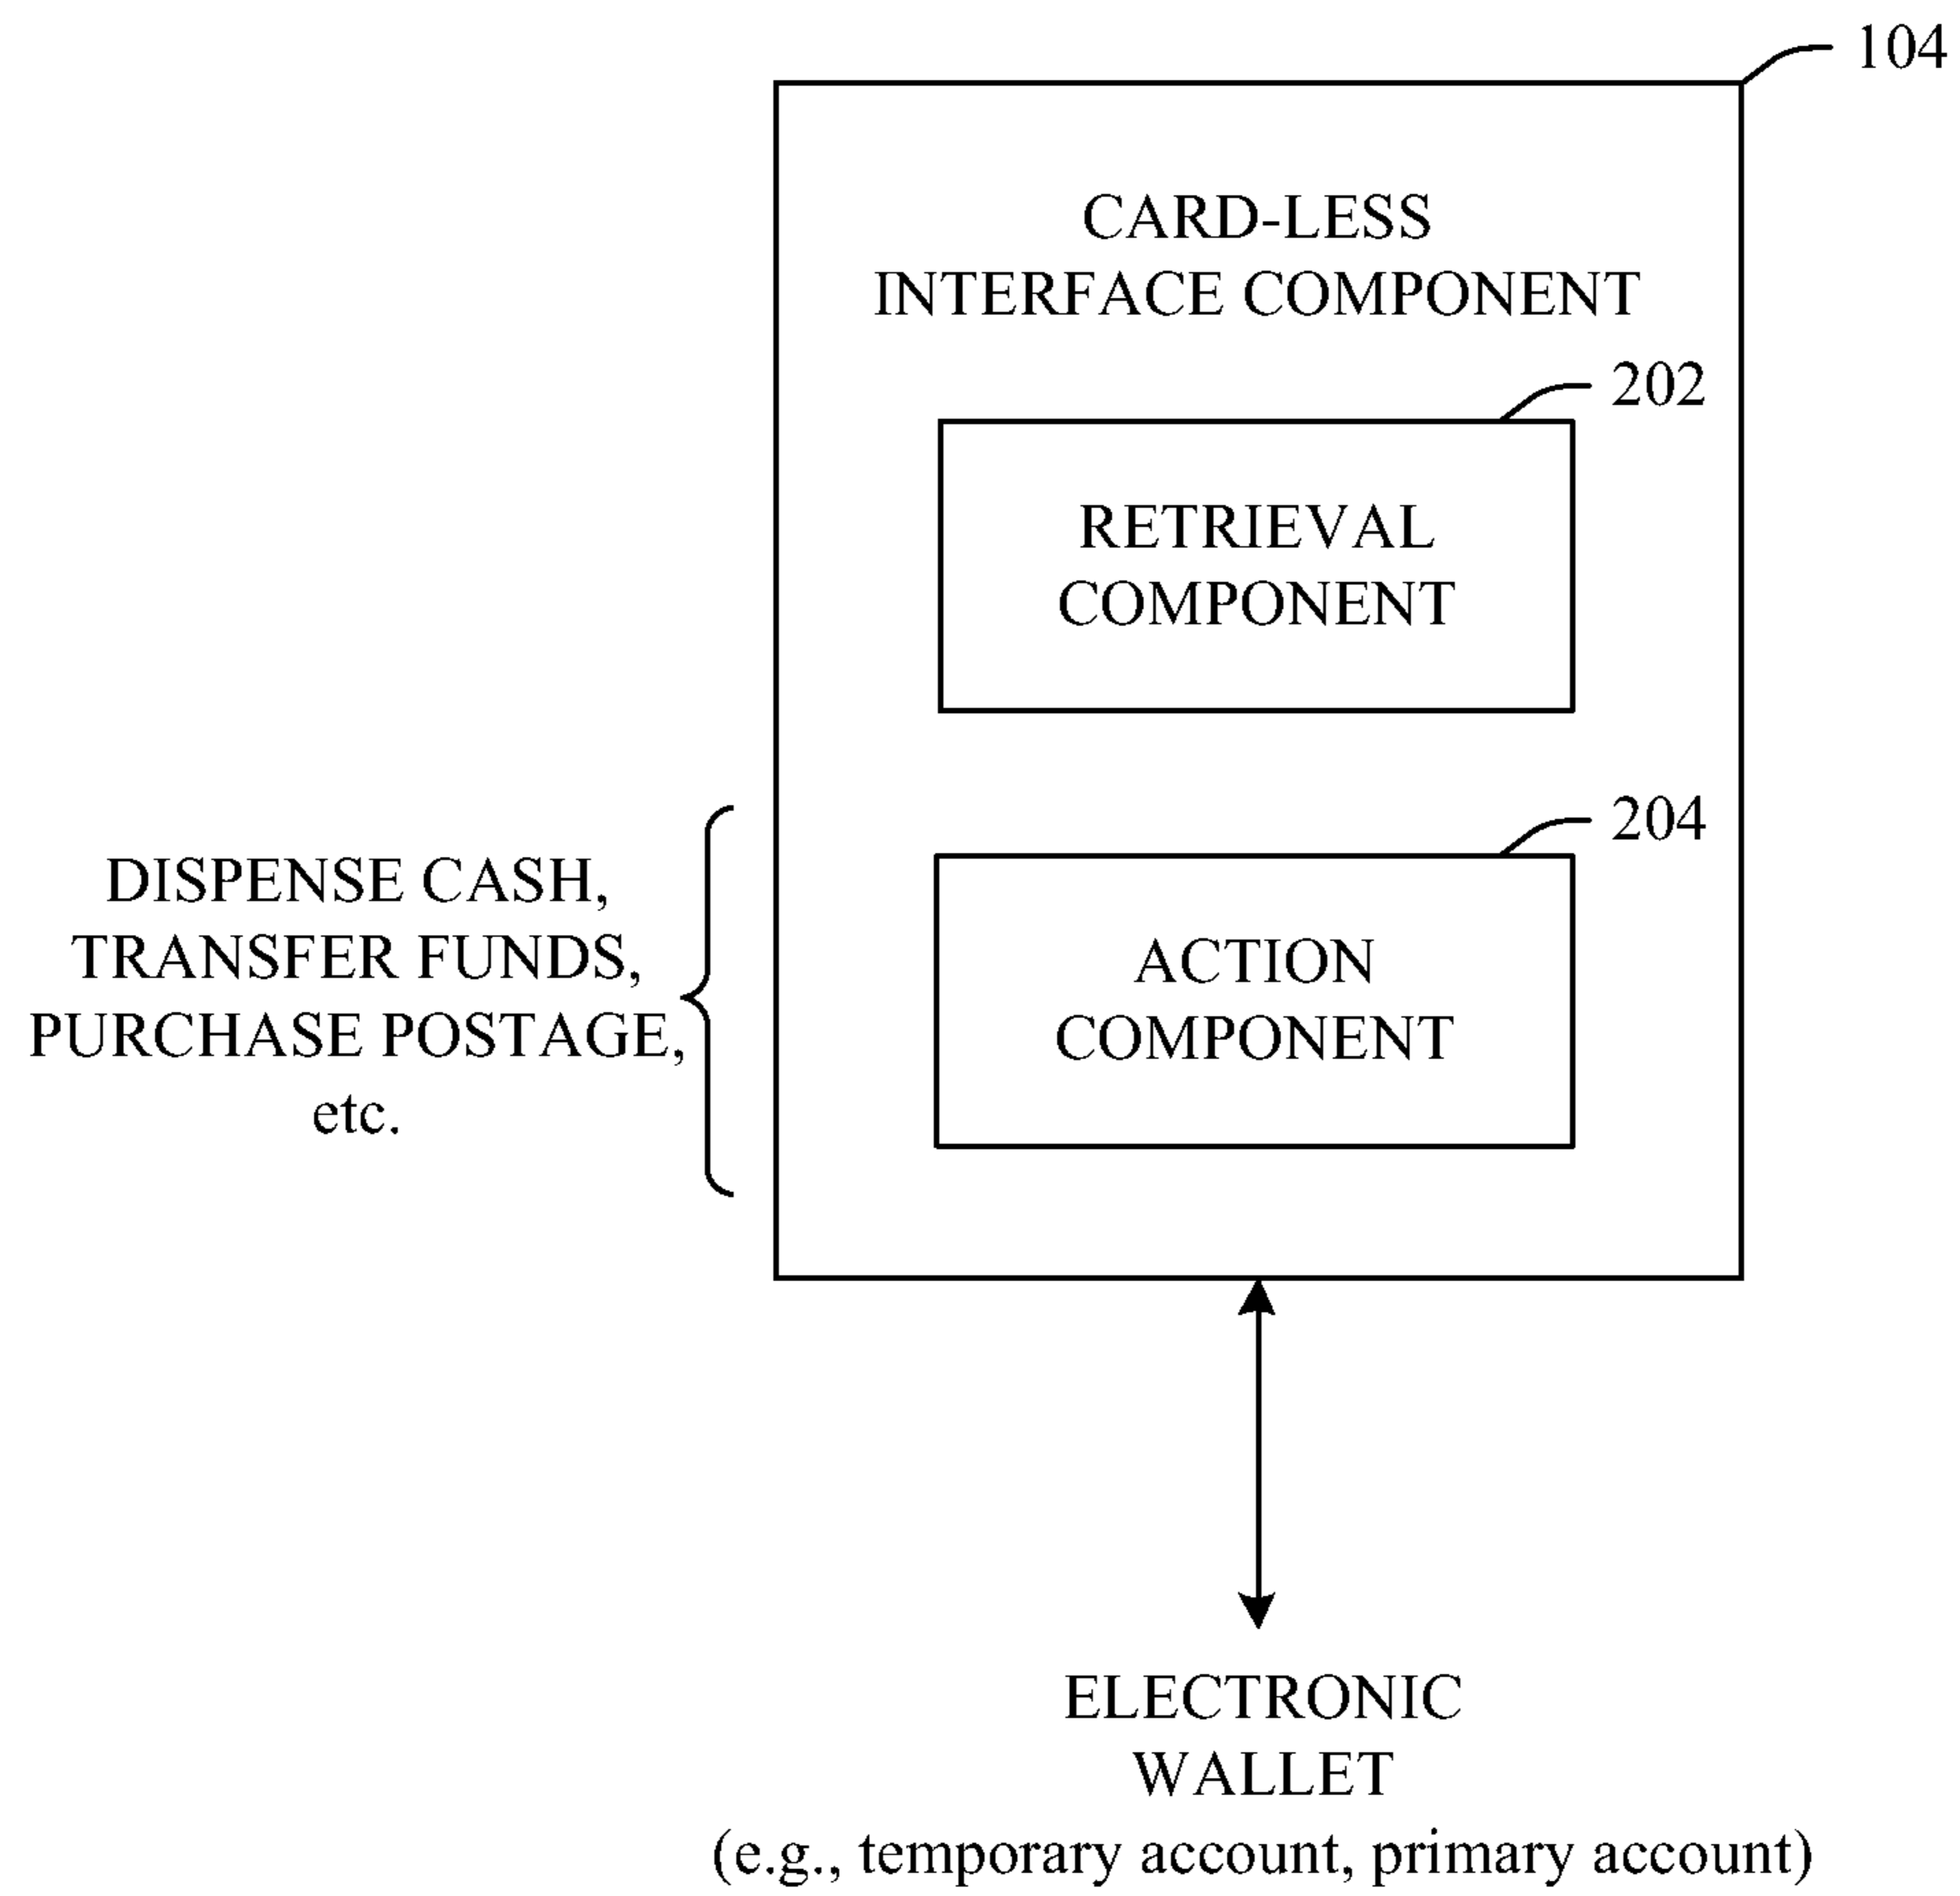 104
CARD-LESS
INTERFACE COMPONENT
202
RETRIEVAL
COMPONENT
204
ACTION
COMPONENT
DISPENSE CASH,
TRANSFER FUNDS,
PURCHASE POSTAGE,
etc.
ELECTRONIC
WALLET
(e.g., temporary account, primary account)